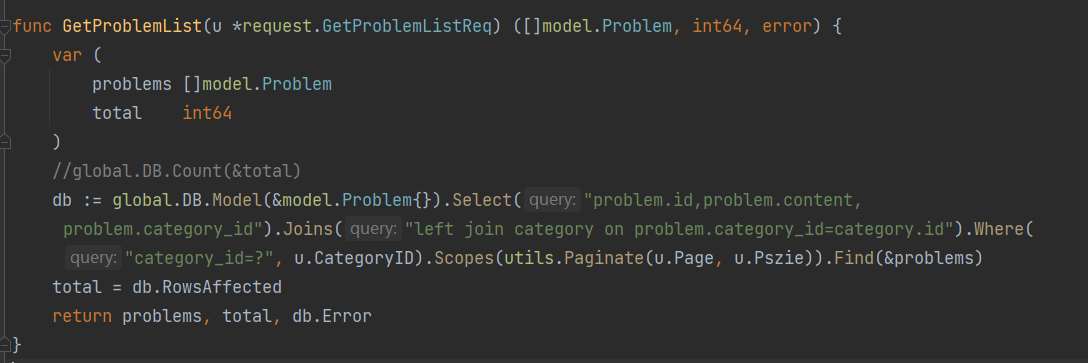 func GetProblemList(u *request.GetProblemListReq) ([]model.Problem, int64, error) {
    var (
        problems []model.Problem
        total    int64
    )
    //global.DB.Count(&total)
    db := global.DB.Model(&model.Problem{}).Select( query: "problem.id,problem.content,
     problem.category_id").Joins( query: "left join category on problem.category_id=category.id").Where(
     query: "category_id=?", u.CategoryID).Scopes(utils.Paginate(u.Page, u.Pszie)).Find(&problems)
    total = db.RowsAffected
    return problems, total, db.Error
}